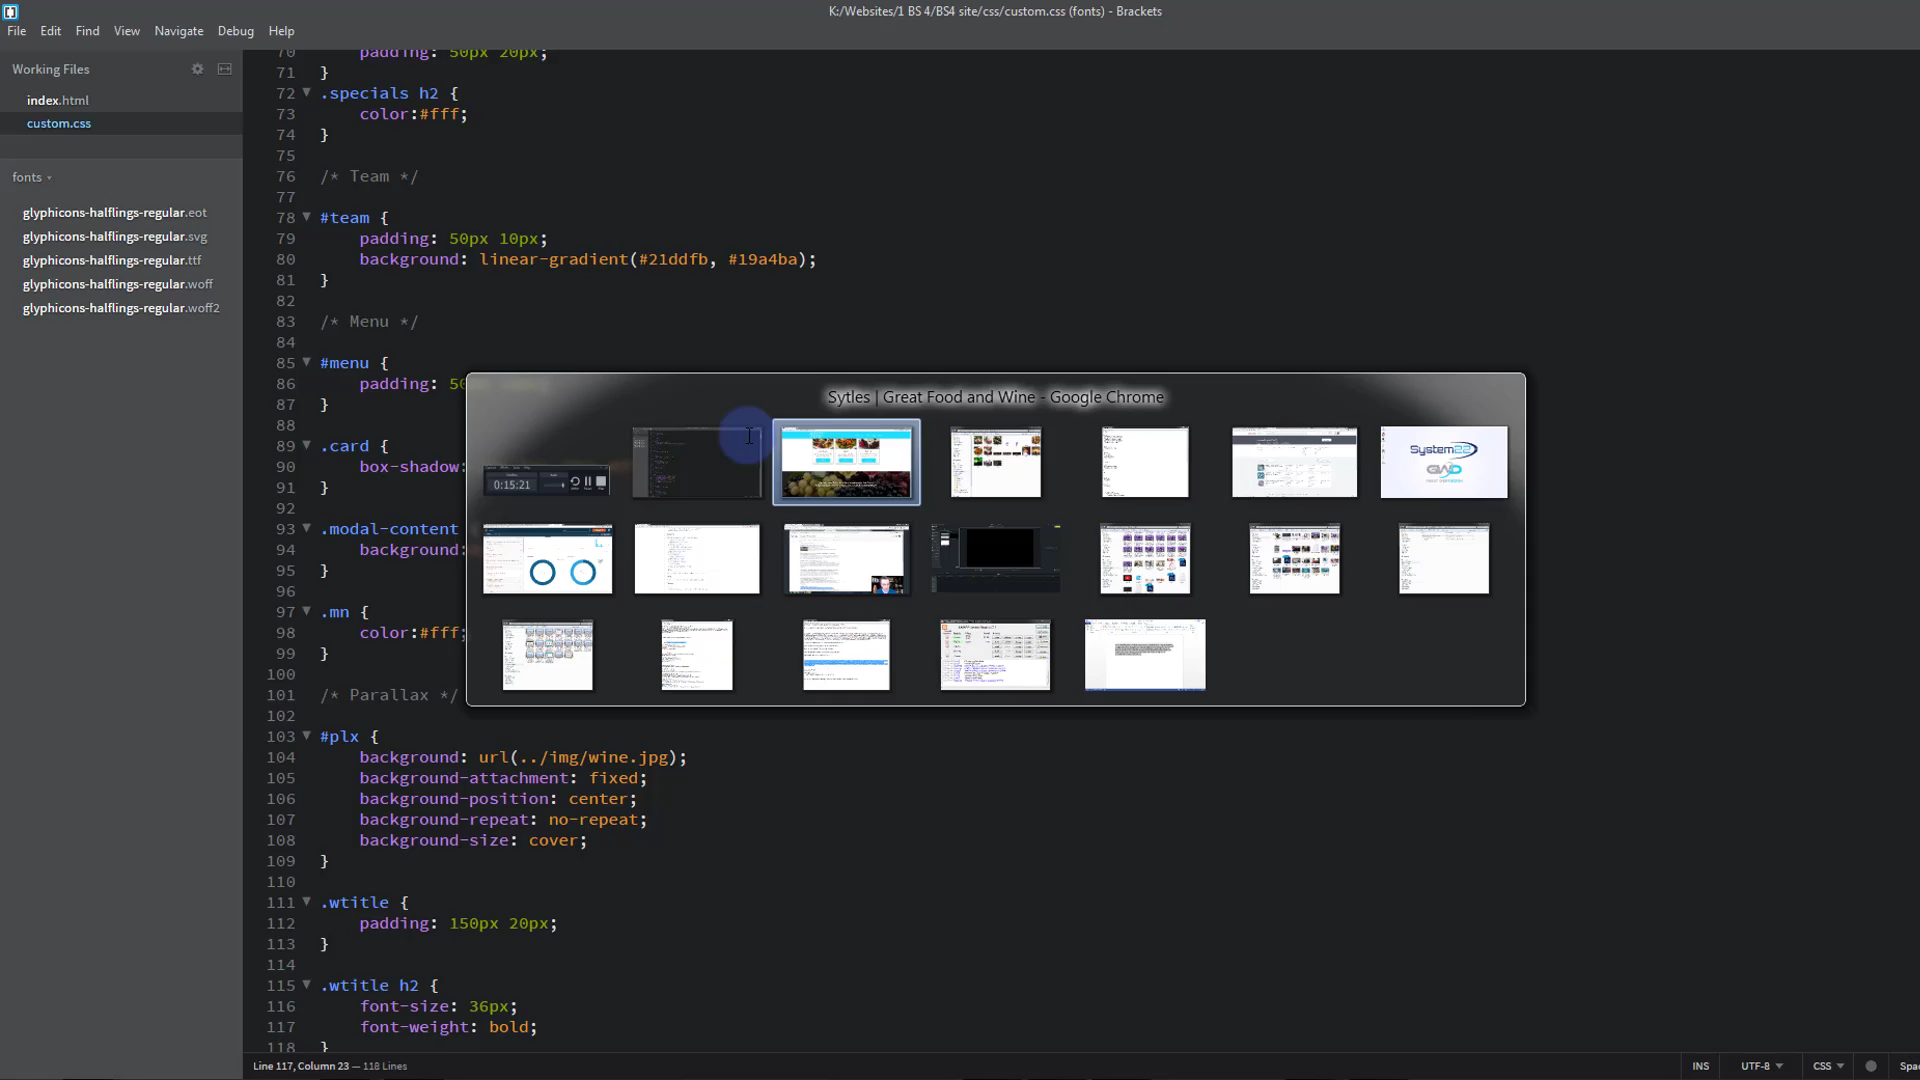 K:/Websites/1 BS 4/BS4 site/css/custom.css (fonts) - Brackets
File Edit Find View Navigate Debug Help
Working Files
index.html
custom.css
fonts
glyphicons-halflings-regular.eot
glyphicons-halflings-regular.svg
glyphicons-halflings-regular.ttf
glyphicons-halflings-regular.woff
glyphicons-halflings-regular.woff2
70 padding: 50px 20px;
71 }
72 .specials h2 {
73 color:#fff;
74 }
75
76 /* Team */
77
78 #team {
79 padding: 50px 10px;
80 background: linear-gradient(#21ddfb, #19a4ba);
81 }
82
83 /* Menu */
84
85 #menu {
86 padding: 50
87 }
88
89 .card {
90 box-shadow:
91 }
92
93 .modal-content
94 background:
95 }
96
97 .mn {
98 color:#fff;
99 }
100
101 /* Parallax */
102
103 #plx {
104 background: url(../img/wine.jpg);
105 background-attachment: fixed;
106 background-position: center;
107 background-repeat: no-repeat;
108 background-size: cover;
109 }
110
111 .wtitle {
112 padding: 150px 20px;
113 }
114
115 .wtitle h2 {
116 font-size: 36px;
117 font-weight: bold;
118 }
Sytles | Great Food and Wine - Google Chrome
0:15:21
System22
GWD
Line 117, Column 23 — 118 Lines
INS UTF-8 CSS Spac